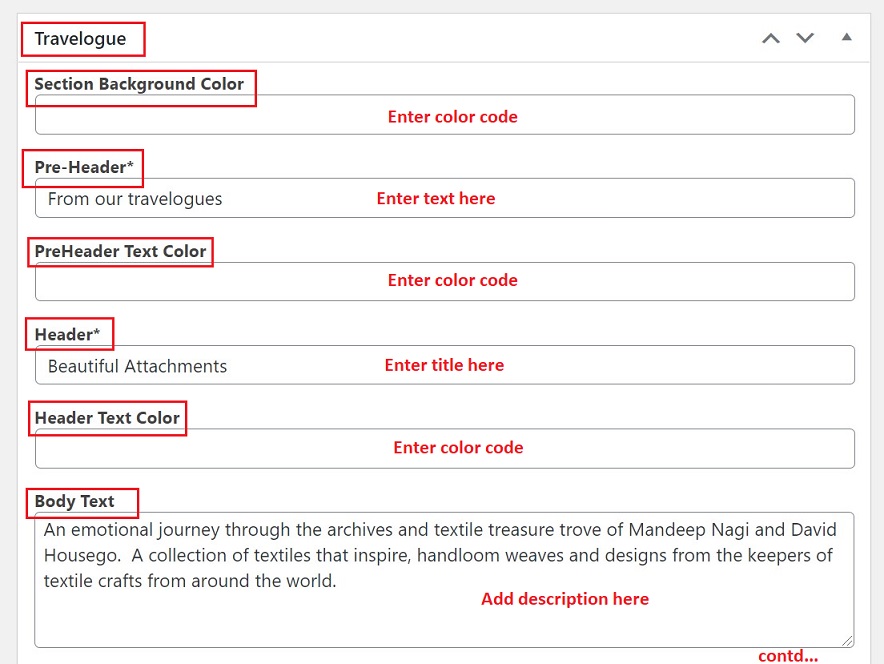 Travelogue
Section Background Color
Enter color code
Pre-Header*
From our travelogues Enter text here
PreHeader Text Color
Enter color code
Header*
Beautiful Attachments Enter title here
Header Text Color
Enter color code
Body Text
An emotional journey through the archives and textile treasure trove of Mandeep Nagi and David
Housego.  A collection of textiles that inspire, handloom weaves and designs from the keepers of
textile crafts from around the world.
Add description here
contd...